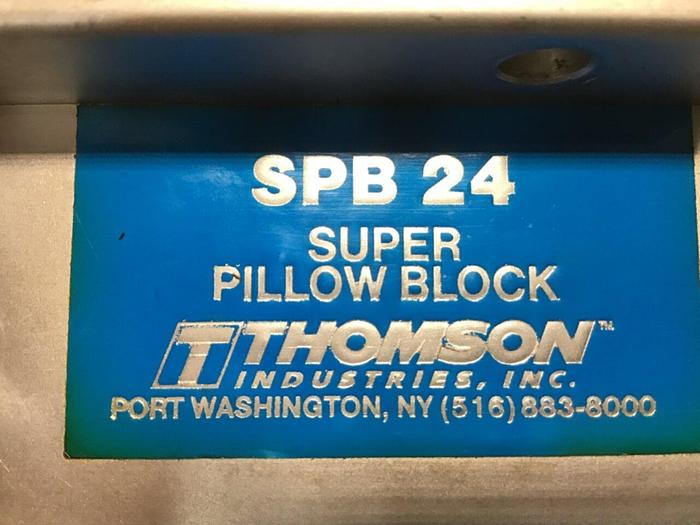 SPB 24
SUPER
PILLOW BLOCK
T THOMSON™
INDUSTRIES, INC.
PORT WASHINGTON, NY (516) 883-8000